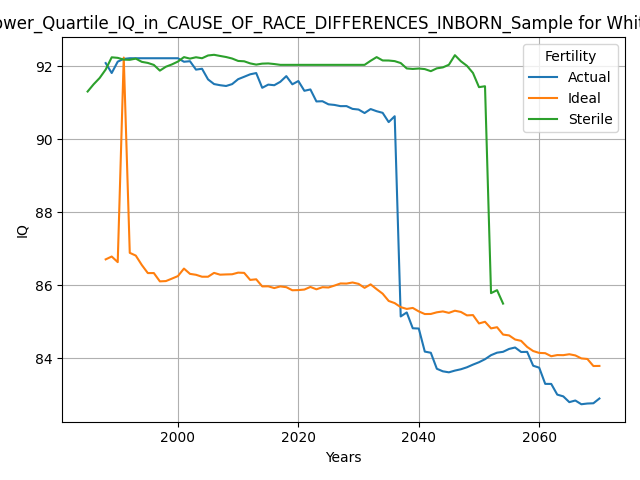 ower_Quartile_IQ_in_CAUSE_OF_RACE_DIFFERENCES_INBORN_Sample for Whit
Fertility
Actual
Ideal
Sterile
92
90
88
86
84
IQ
2000 2020 2040 2060
Years